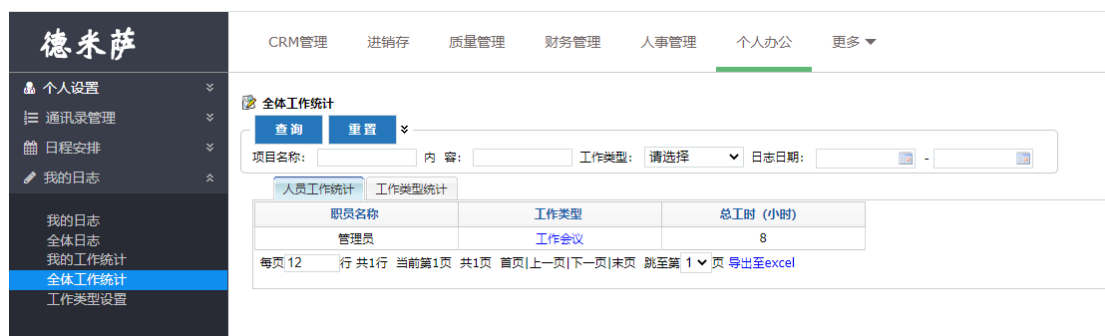 德米萨
CRM管理 进销存 质量管理 财务管理 人事管理 个人办公 更多
个人设置
通讯录管理
日程安排
我的日志
我的日志
全体日志
我的工作统计
全体工作统计
工作类型设置
全体工作统计
查 询 重 置
项目名称: 内 容: 工作类型: 请选择 日志日期: -
人员工作统计 工作类型统计
职员名称 工作类型 总工时（小时）
管理员 工作会议 8
每页 12 行 共1行 当前第1页 共1页 首页|上一页|下一页|末页 跳至第 1 页 导出至excel